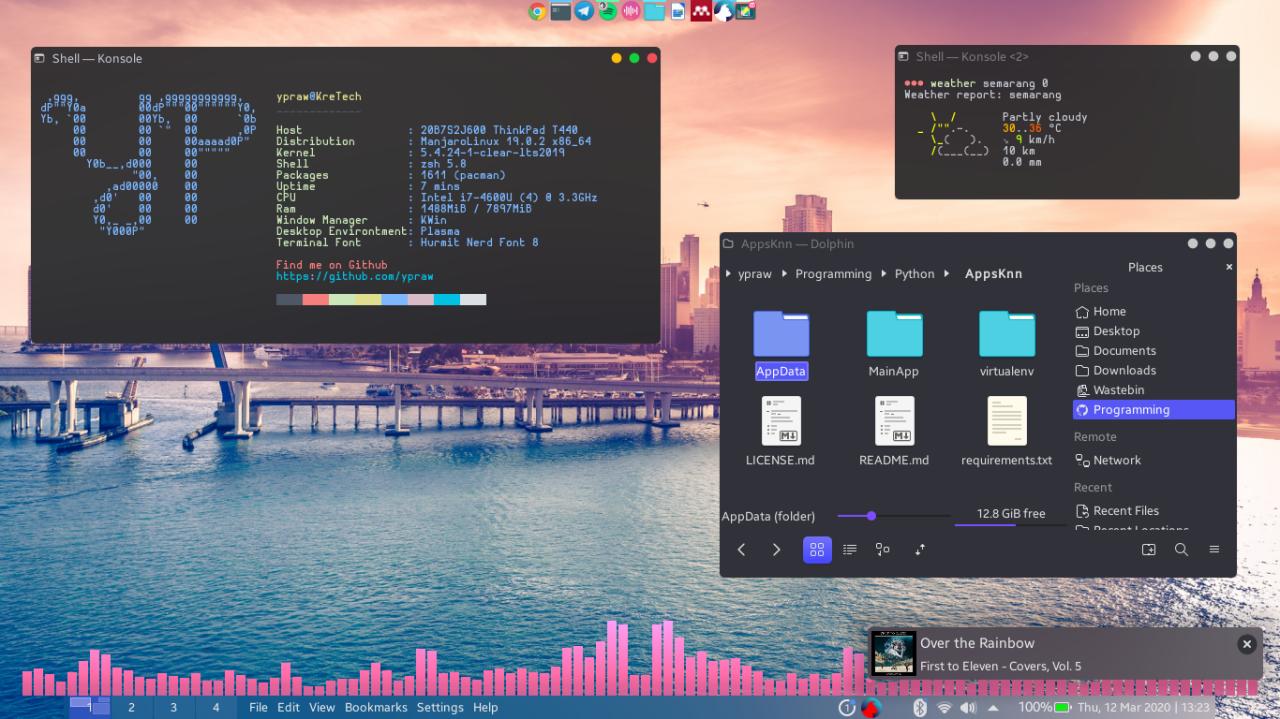 Shell — Konsole
ypraw@KreTech
-------------
Host : 20B7S2J600 ThinkPad T440
Distribution : ManjaroLinux 19.0.2 x86_64
Kernel : 5.4.24-1-clear-lts2019
Shell : zsh 5.8
Packages : 1611 (pacman)
Uptime : 7 mins
CPU : Intel i7-4600U (4) @ 3.3GHz
Ram : 1488MiB / 7897MiB
Window Manager : KWin
Desktop Environtment: Plasma
Terminal Font : Hurmit Nerd Font 8
Find me on Github
https://github.com/ypraw
Shell — Konsole <2>
weather semarang 0
Weather report: semarang
Partly cloudy
30..36 °C
↘ 9 km/h
10 km
0.0 mm
AppsKnn — Dolphin
ypraw Programming Python AppsKnn
AppData MainApp virtualenv
LICENSE.md README.md requirements.txt
AppData (folder) 12.8 GiB free
Places
Places
Home
Desktop
Documents
Downloads
Wastebin
Programming
Remote
Network
Recent
Recent Files
Recent Locations
Over the Rainbow
First to Eleven - Covers, Vol. 5
1 2 3 4 File Edit View Bookmarks Settings Help
1 100% Thu, 12 Mar 2020 | 13:23